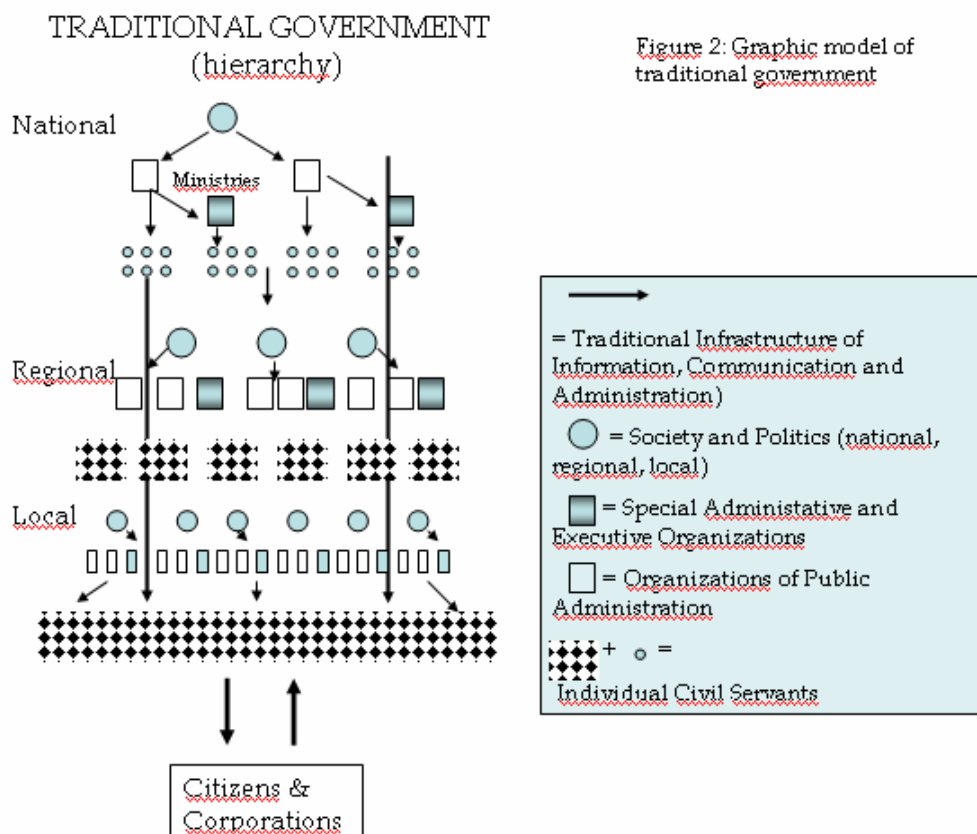 TRADITIONAL GOVERNMENT
(hierarchy)
Figure 2: Graphic model of
traditional government
National
Ministries
Regional
Local
Citizens &
Corporations
= Traditional Infrastructure of
Information, Communication and
Administration)
= Society and Politics (national,
regional, local)
= Special Administative and
Executive Organizations
= Organizations of Public
Administration
+ =
Individual Civil Servants